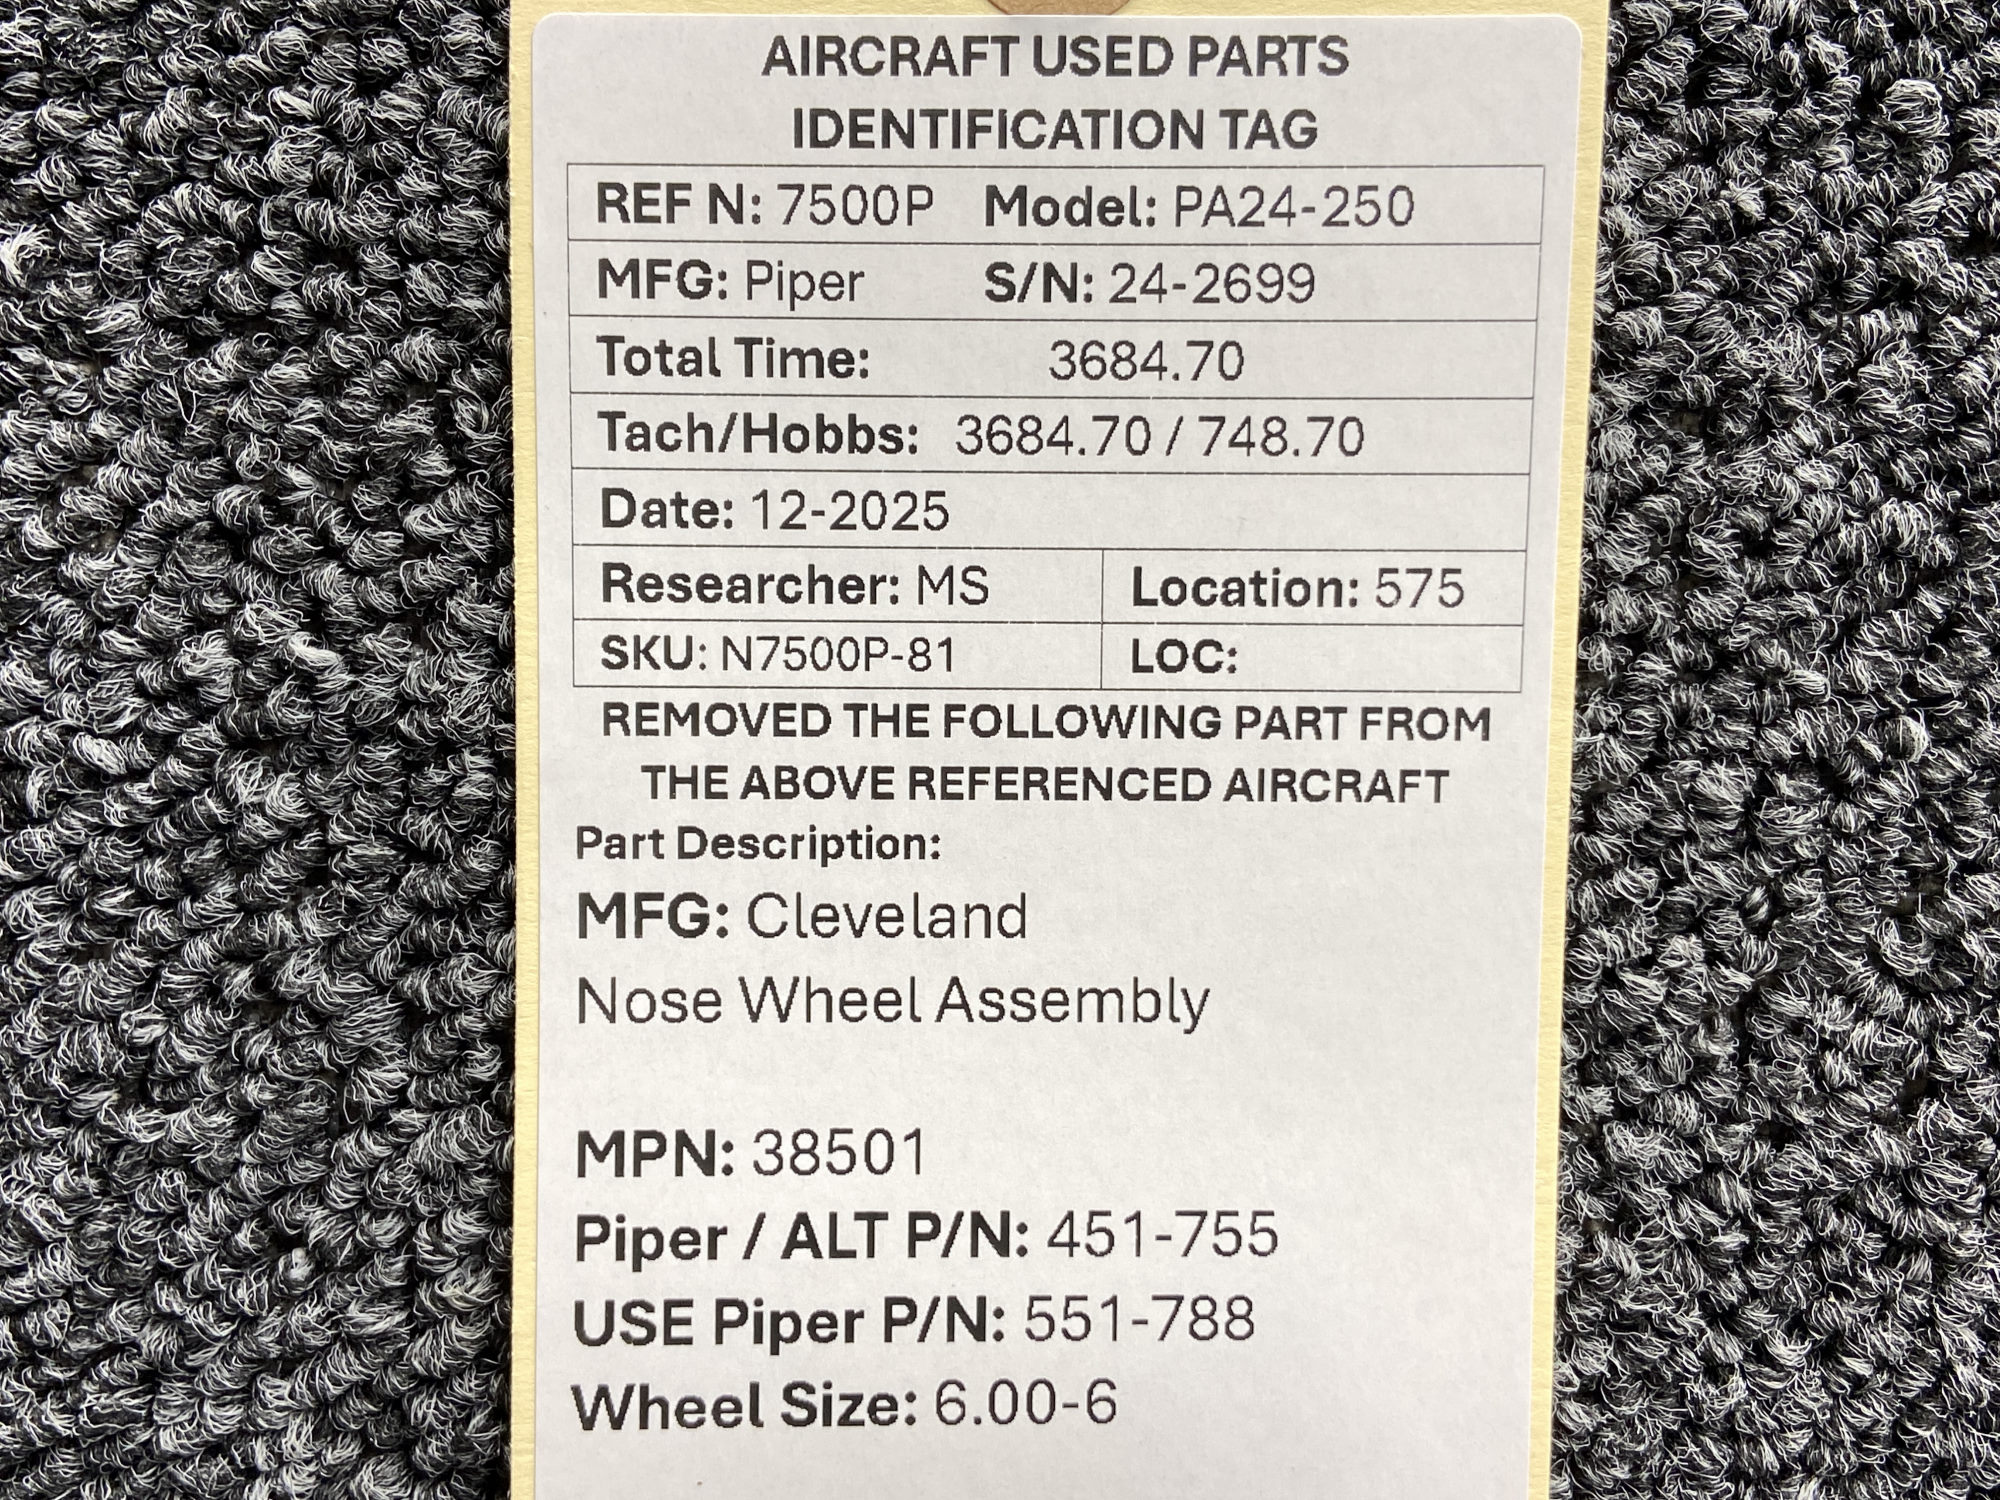 AIRCRAFT USED PARTS
IDENTIFICATION TAG
REF N: 7500P Model: PA24-250
MFG: Piper S/N: 24-2699
Total Time: 3684.70
Tach/Hobbs: 3684.70 / 748.70
Date: 12-2025
Researcher: MS Location: 575
SKU: N7500P-81 LOC:
REMOVED THE FOLLOWING PART FROM
THE ABOVE REFERENCED AIRCRAFT
Part Description:
MFG: Cleveland
Nose Wheel Assembly
MPN: 38501
Piper / ALT P/N: 451-755
USE Piper P/N: 551-788
Wheel Size: 6.00-6